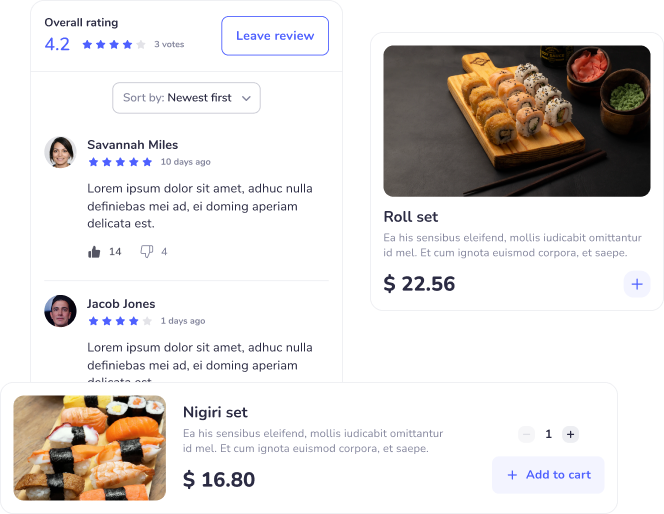 Overall rating
4.2
3 votes
Leave review
Sort by: Newest first
Savannah Miles
10 days ago
Lorem ipsum dolor sit amet, adhuc nulla
definiebas mei ad, ei doming aperiam
delicata est.
14
4
Jacob Jones
1 days ago
Lorem ipsum dolor sit amet, adhuc nulla
definiebas mei ad, ei doming aperiam
delicata est.
Roll set
Ea his sensibus eleifend, mollis iudicabit omittantur
id mel. Et cum ignota euismod corpora, et saepe.
$ 22.56
+
Nigiri set
Ea his sensibus eleifend, mollis iudicabit omittantur
id mel. Et cum ignota euismod corpora, et saepe.
$ 16.80
− 1 +
+ Add to cart